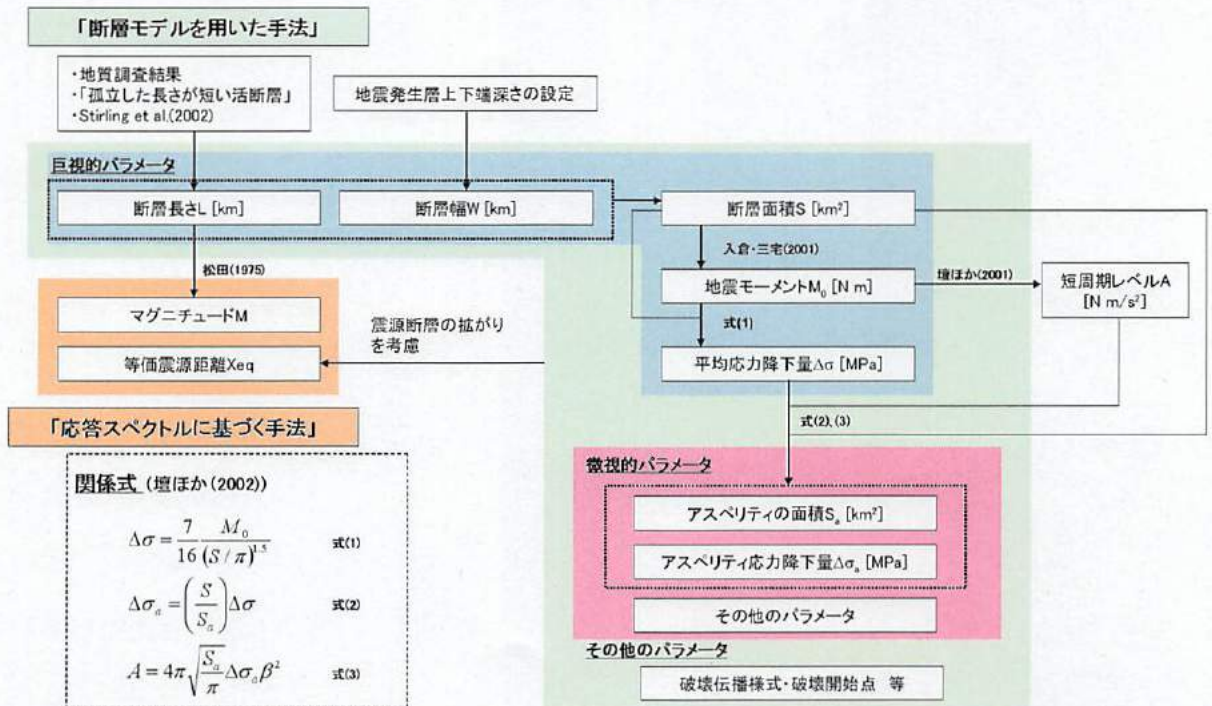 「断層モデルを用いた手法」
・地質調査結果
・「孤立した長さが短い活断層」
・Stirling et al.(2002)
地震発生層上下端深さの設定
巨視的パラメータ
断層長さL [km]
断層幅W [km]
断層面積S [km²]
入倉・三宅(2001)
松田(1975)
地震モーメントM₀ [N m]
壇ほか(2001)
短周期レベルA
[N m/s²]
マグニチュードM
震源断層の拡がり
を考慮
式(1)
等価震源距離Xeq
平均応力降下量Δσ [MPa]
「応答スペクトルに基づく手法」
式(2)、(3)
関係式 (壇ほか(2002))
Δσ = 7/16 M₀/(S/π)^1.5 式(1)
Δσₐ = (S/Sₐ)Δσ 式(2)
A = 4π√(Sₐ/π) Δσₐβ² 式(3)
微視的パラメータ
アスペリティの面積Sₐ [km²]
アスペリティ応力降下量Δσₐ [MPa]
その他のパラメータ
その他のパラメータ
破壊伝播様式・破壊開始点 等